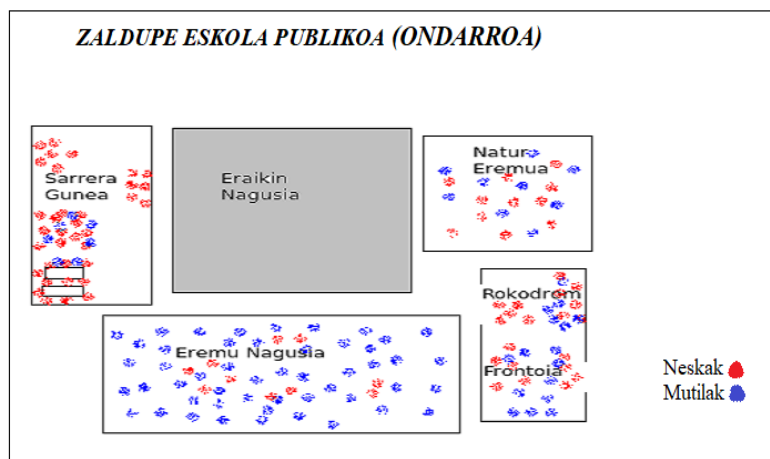 ZALDUPE ESKOLA PUBLIKOA (ONDARROA)
Sarrera
Gunea
Eraikin
Nagusia
Natur
Eremua
Rokodrom
Eremu Nagusia
Frontoia
Neskak
Mutilak